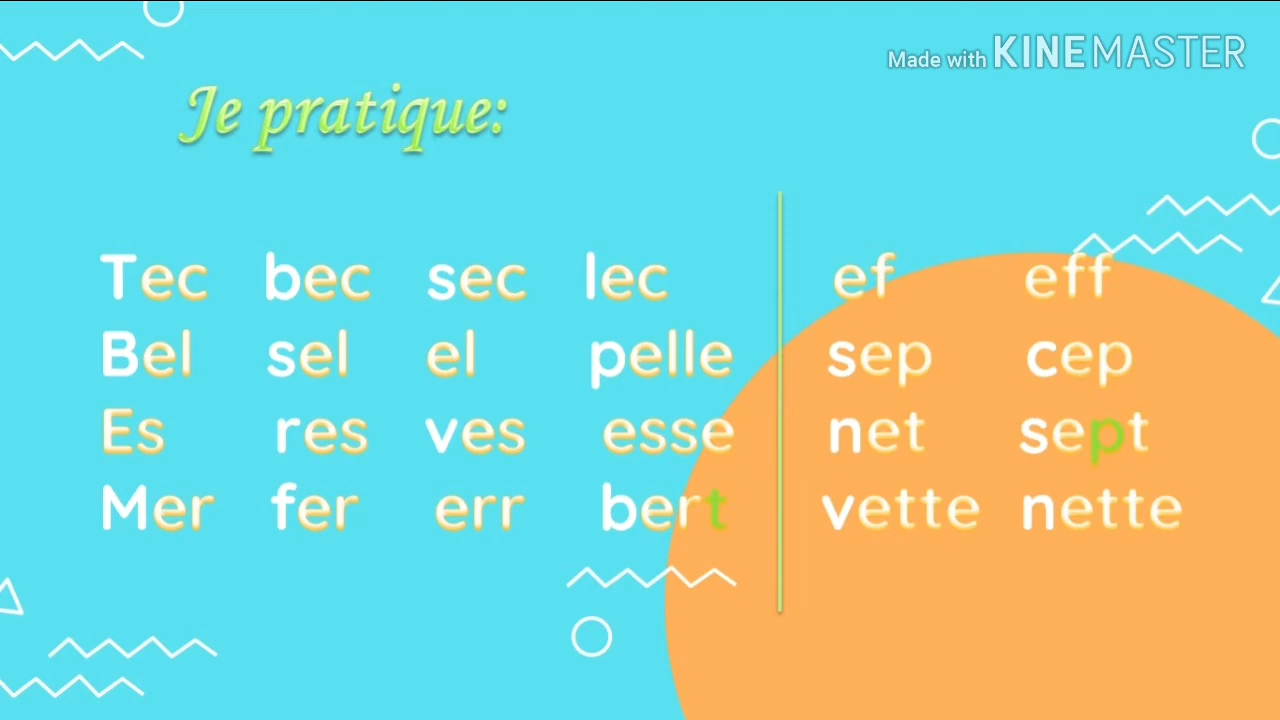 Made with KINEMASTER
Je pratique:
Tec bec sec lec ef eff
Bel sel el pelle sep cep
Es res ves esse net sept
Mer fer err bert vette nette